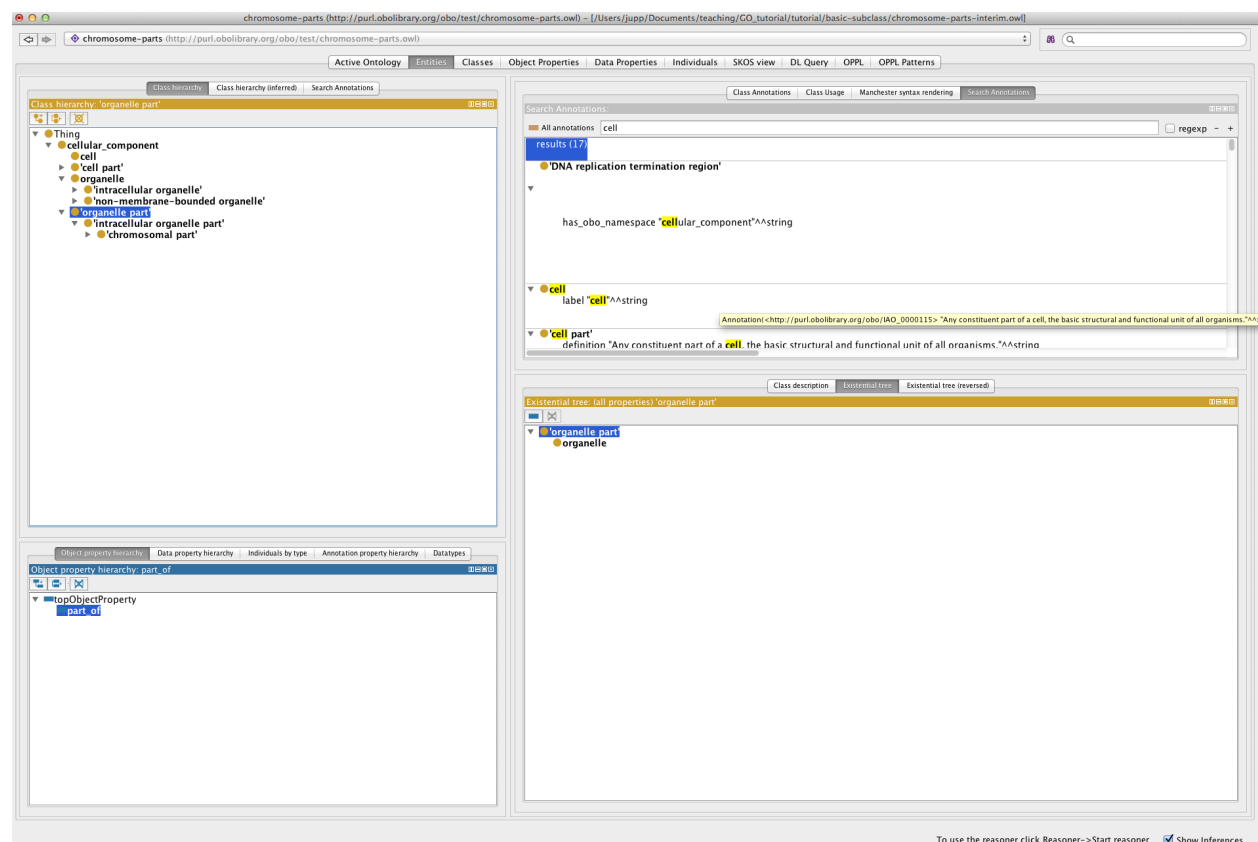 chromosome-parts (http://purl.obolibrary.org/obo/test/chromosome-parts.owl) – [/Users/jupp/Documents/teaching/GO_tutorial/tutorial/basic-subclass/chromosome-parts-interim.owl]
chromosome-parts (http://purl.obolibrary.org/obo/test/chromosome-parts.owl)
Active Ontology Entities Classes Object Properties Data Properties Individuals SKOS view DL Query OPPL OPPL Patterns
Class hierarchy Class hierarchy (inferred) Search Annotations
Class hierarchy: 'organelle part'
Thing
cellular_component
cell
'cell part'
organelle
'intracellular organelle'
'non-membrane-bounded organelle'
'organelle part'
'intracellular organelle part'
'chromosomal part'
Object property hierarchy Data property hierarchy Individuals by type Annotation property hierarchy Datatypes
Object property hierarchy: part_of
topObjectProperty
part_of
Class Annotations Class Usage Manchester syntax rendering Search Annotations
Search Annotations:
All annotations cell regexp - +
results (17)
'DNA replication termination region'
has_obo_namespace "cellular_component"^^string
cell
label "cell"^^string
Annotation(<http://purl.obolibrary.org/obo/IAO_0000115> "Any constituent part of a cell, the basic structural and functional unit of all organisms."^^
'cell part'
definition "Any constituent part of a cell, the basic structural and functional unit of all organisms."^^string
Class description Existential tree Existential tree (reversed)
Existential tree: (all properties) 'organelle part'
'organelle part'
organelle
To use the reasoner click Reasoner->Start reasoner Show Inferences